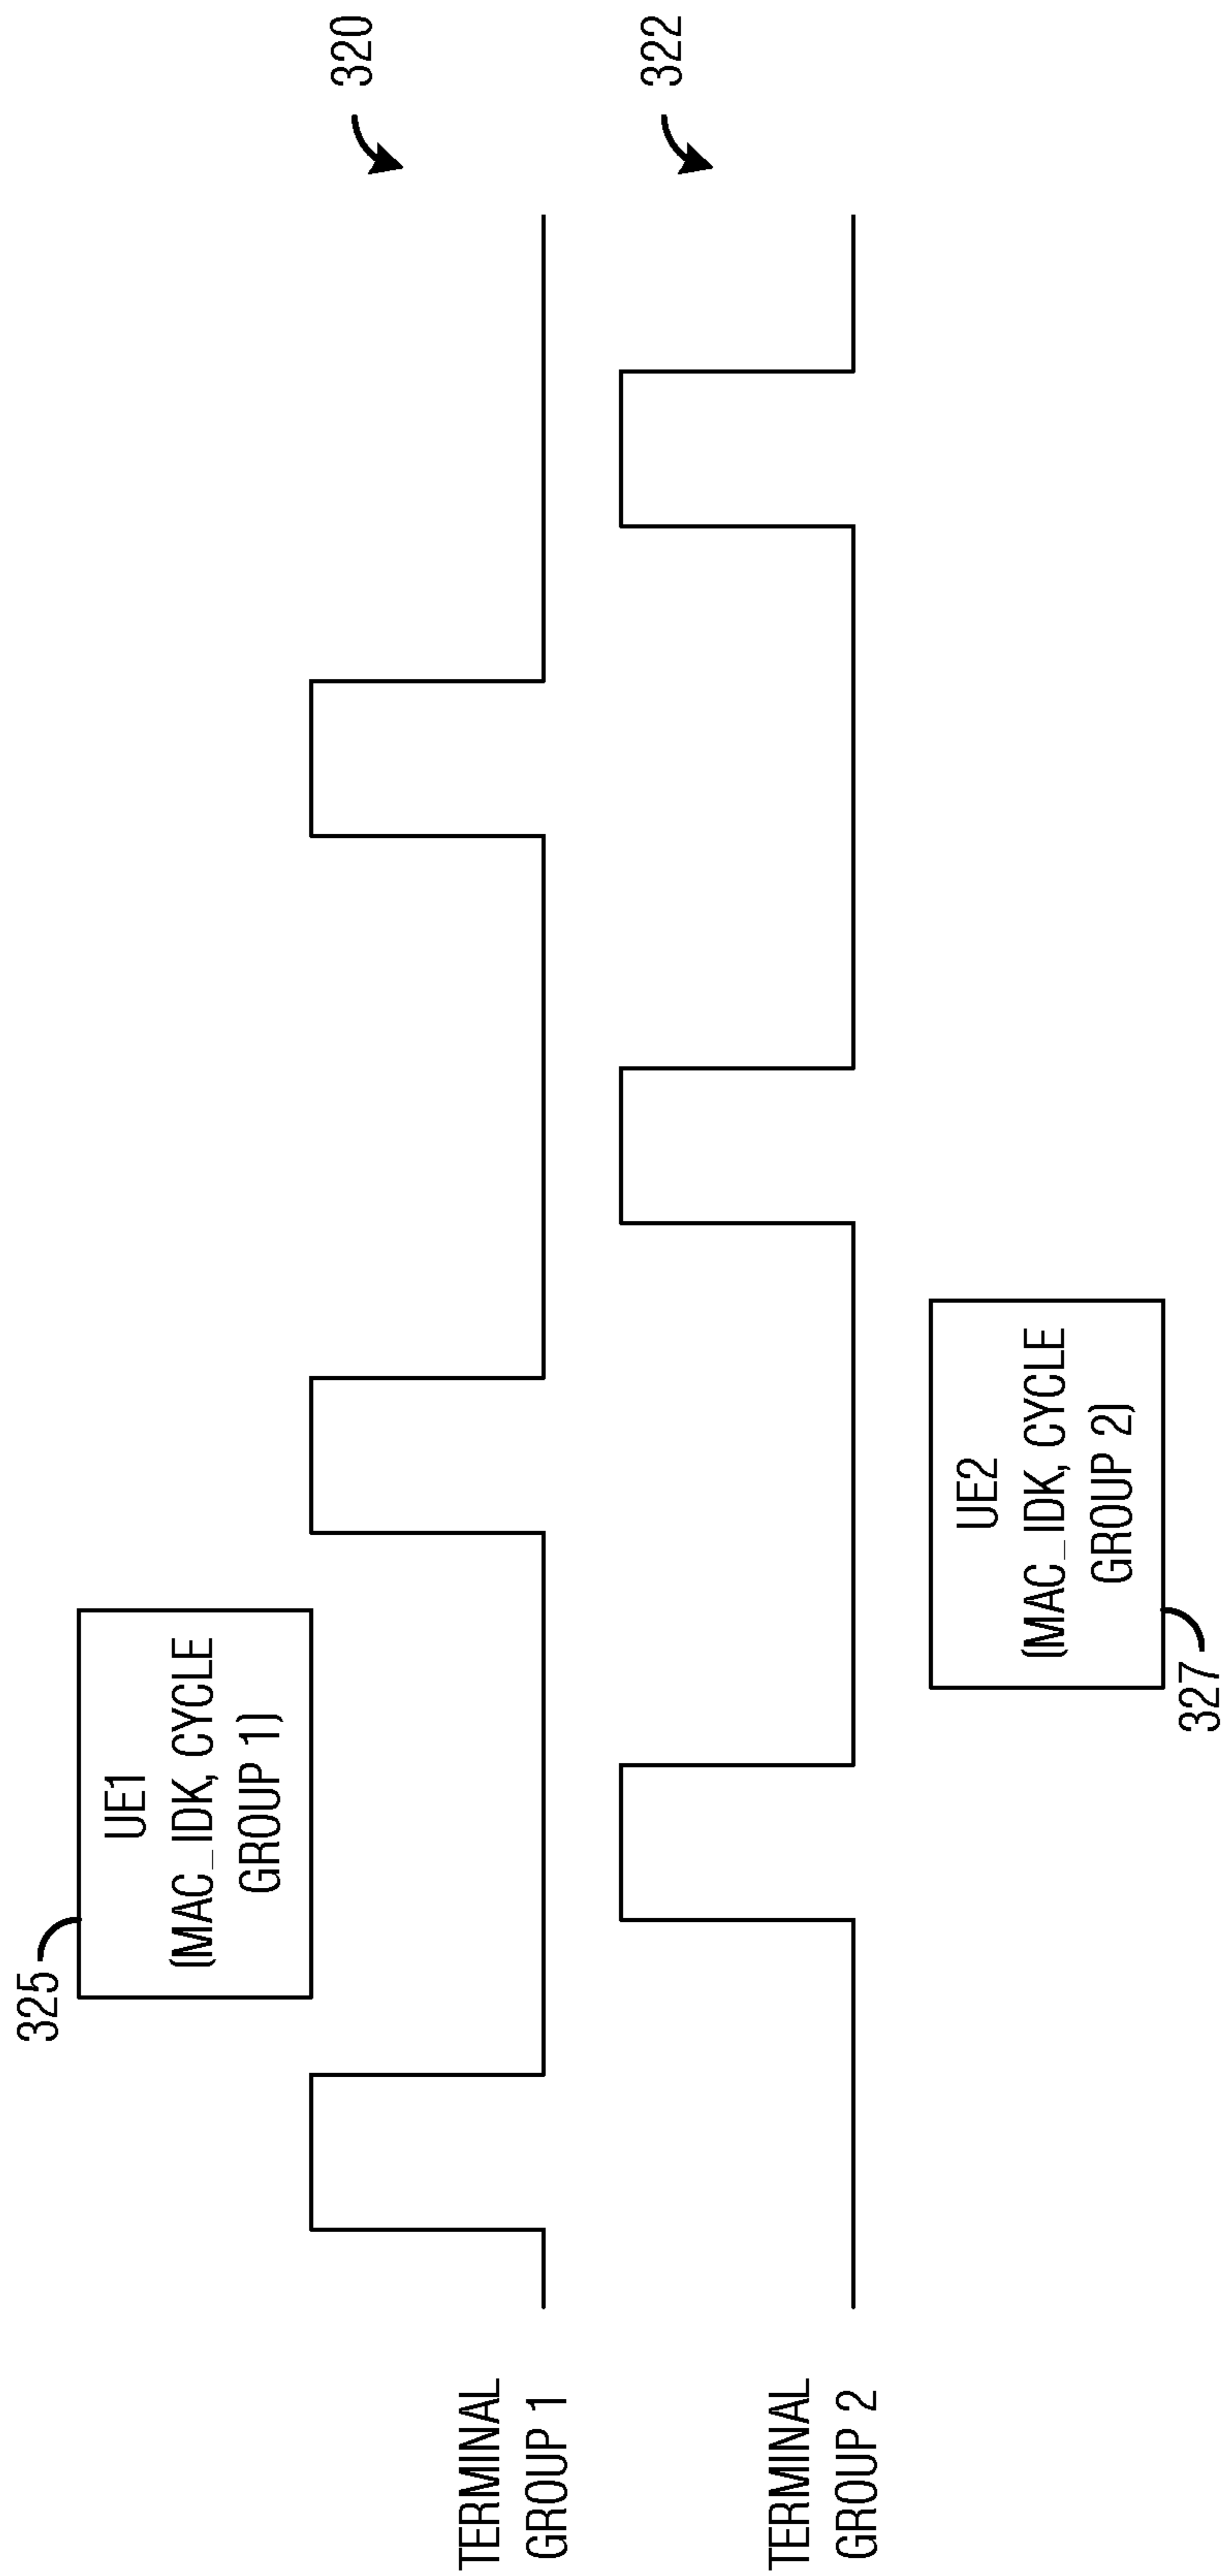 325
UE1
(MAC_IDK, CYCLE
GROUP 1)
320
TERMINAL
GROUP 1
322
TERMINAL
GROUP 2
UE2
(MAC_IDK, CYCLE
GROUP 2)
327